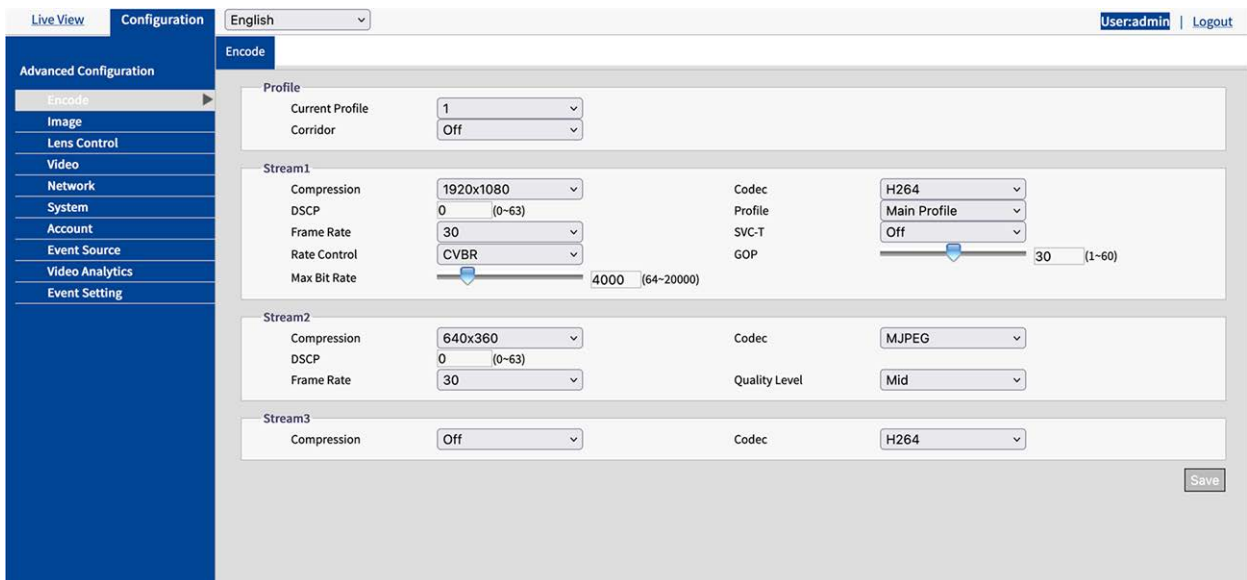 Live View Configuration English User:admin | Logout
Encode
Advanced Configuration
Encode
Image
Lens Control
Video
Network
System
Account
Event Source
Video Analytics
Event Setting
Profile
Current Profile 1
Corridor Off
Stream1
Compression 1920x1080 Codec H264
DSCP 0 (0~63) Profile Main Profile
Frame Rate 30 SVC-T Off
Rate Control CVBR GOP 30 (1~60)
Max Bit Rate 4000 (64~20000)
Stream2
Compression 640x360 Codec MJPEG
DSCP 0 (0~63)
Frame Rate 30 Quality Level Mid
Stream3
Compression Off Codec H264
Save